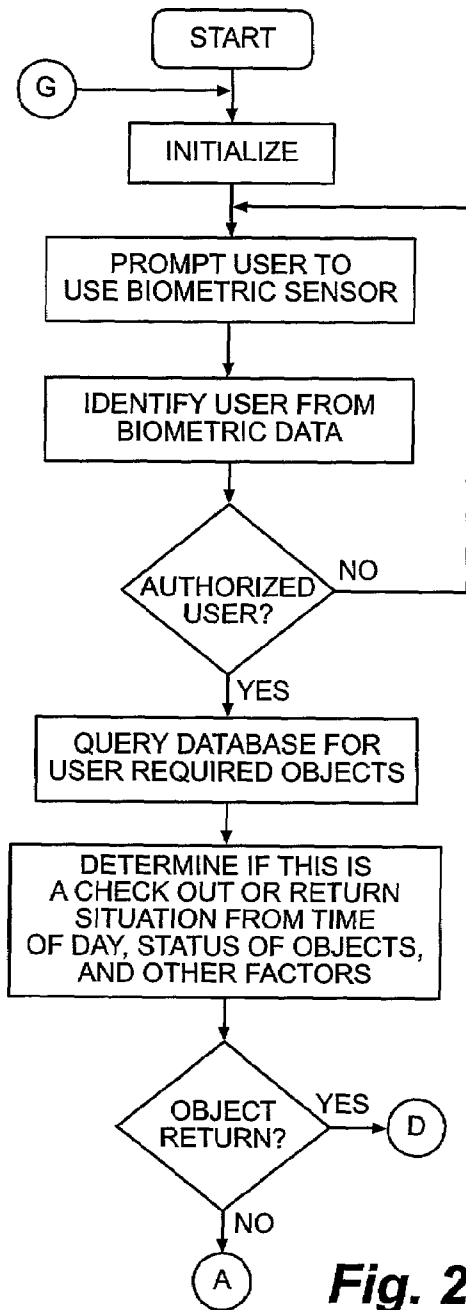 START
G
INITIALIZE
PROMPT USER TO
USE BIOMETRIC SENSOR
IDENTIFY USER FROM
BIOMETRIC DATA
AUTHORIZED
USER?
NO
YES
QUERY DATABASE FOR
USER REQUIRED OBJECTS
DETERMINE IF THIS IS
A CHECK OUT OR RETURN
SITUATION FROM TIME
OF DAY, STATUS OF OBJECTS,
AND OTHER FACTORS
OBJECT
RETURN?
YES
D
NO
A
Fig. 2